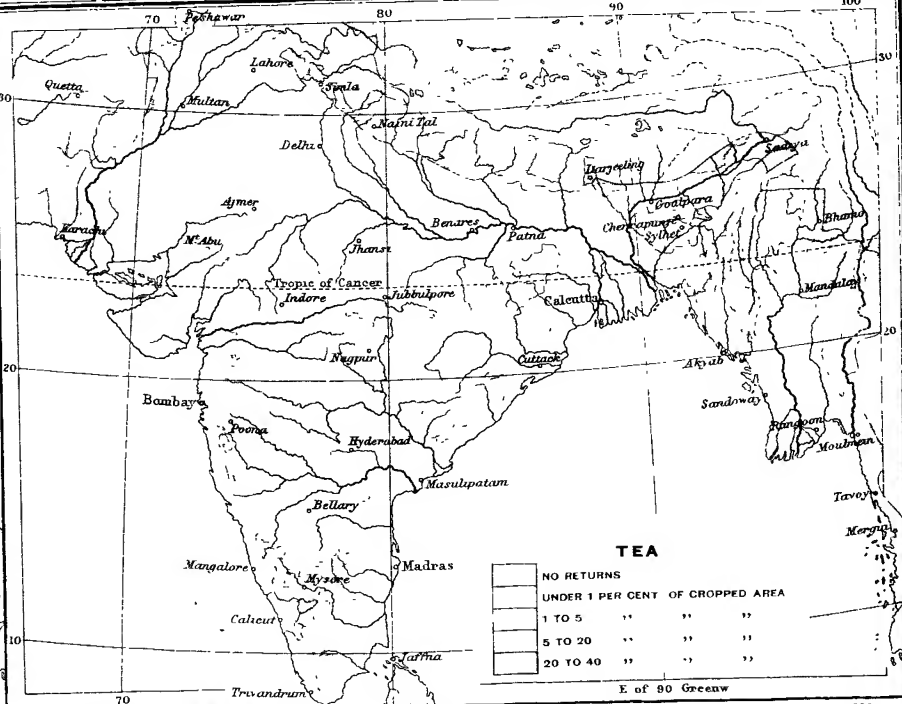 70
80
90
100
Peshawar
30
Lahore
Simla
Quetta
30
Multan
Naini Tal
Delhi
Sadiya
Darjeeling
Goalpara
Ajmer
Benares
Cherrapunji
Bhamo
Karachi
Mt Abu
Jhansi
Patna
Sylhet
Tropic of Cancer
Indore
Jubbulpore
Calcutta
Mandalay
20
Nagpur
Cuttack
Akyab
20
Bombay
Sandoway
Poona
Hyderabad
Rangoon
Moulmein
Masulipatam
Tavoy
Bellary
Mergui
TEA
Mangalore
Mysore
Madras
NO RETURNS
UNDER 1 PER CENT OF CROPPED AREA
Calicut
1 TO 5 " " "
10
5 TO 20 " " "
Jaffna
20 TO 40 " " "
Trivandrum
E of 90 Greenw
70